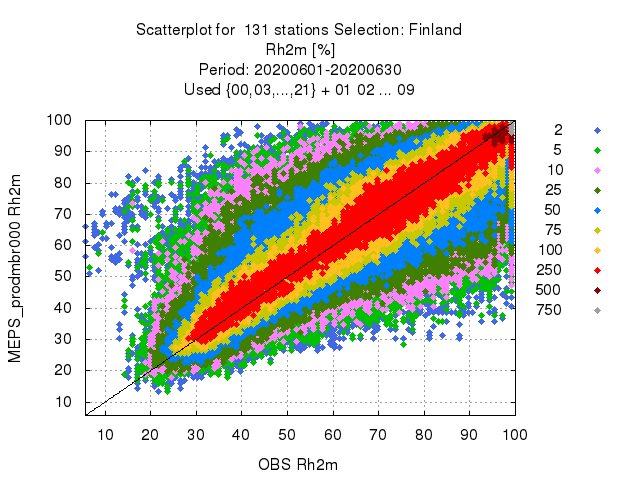 Scatterplot for 131 stations Selection: Finland
Rh2m [%]
Period: 20200601-20200630
Used {00,03,...,21} + 01 02 ... 09
MEPS_prodmbr000 Rh2m
100
90
80
70
60
50
40
30
20
10
10 20 30 40 50 60 70 80 90 100
OBS Rh2m
2
5
10
25
50
75
100
250
500
750